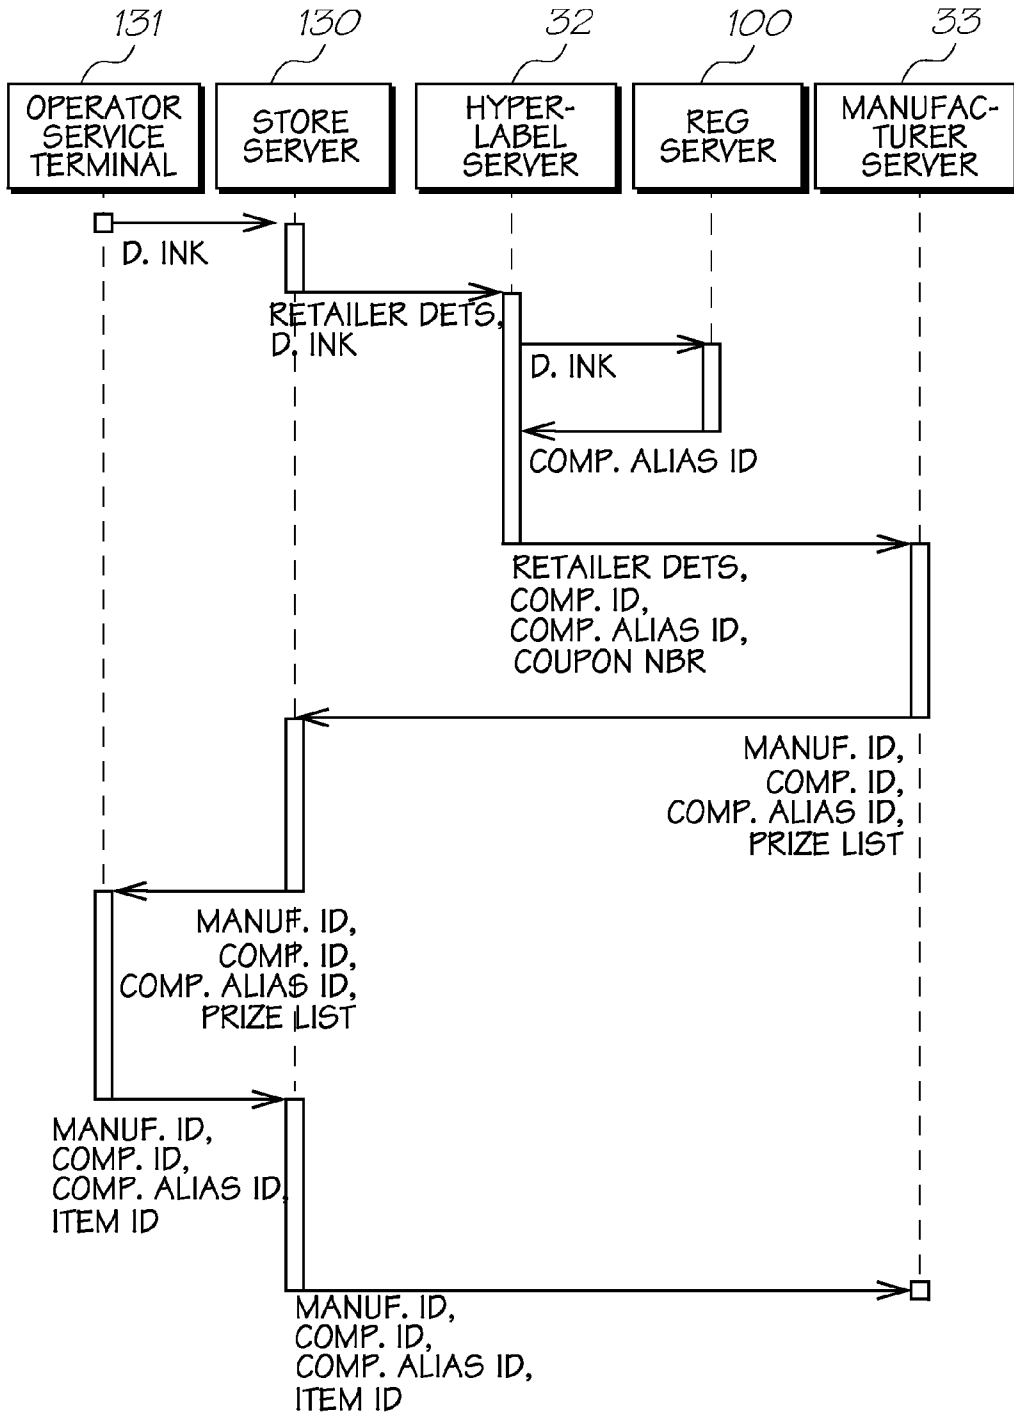 131
130
32
100
33
OPERATOR
SERVICE
TERMINAL
STORE
SERVER
HYPER-
LABEL
SERVER
REG
SERVER
MANUFAC-
TURER
SERVER
D. INK
RETAILER DETS,
D. INK
D. INK
COMP. ALIAS ID
RETAILER DETS,
COMP. ID,
COMP. ALIAS ID,
COUPON NBR
MANUF. ID,
COMP. ID,
COMP. ALIAS ID,
PRIZE LIST
MANUF. ID,
COMP. ID,
COMP. ALIAS ID,
PRIZE LIST
MANUF. ID,
COMP. ID,
COMP. ALIAS ID,
ITEM ID
MANUF. ID,
COMP. ID,
COMP. ALIAS ID,
ITEM ID